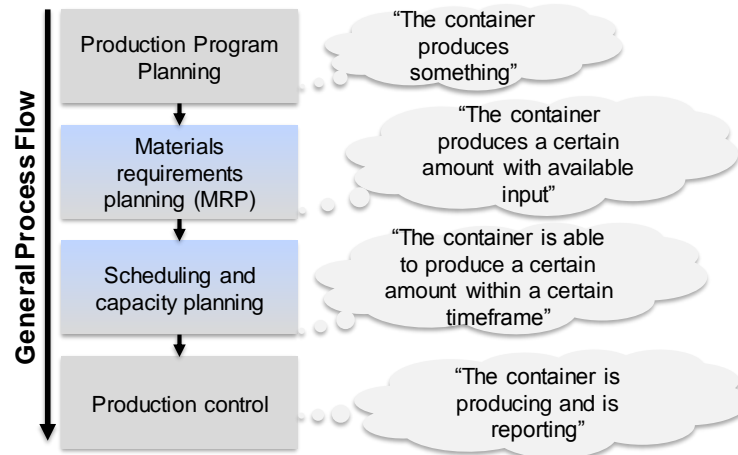 General Process Flow
Production Program
Planning
“The container
produces
something”
Materials
requirements
planning (MRP)
“The container
produces a certain
amount with available
input”
Scheduling and
capacity planning
“The container is able
to produce a certain
amount within a certain
timeframe”
Production control
“The container is
producing and is
reporting”